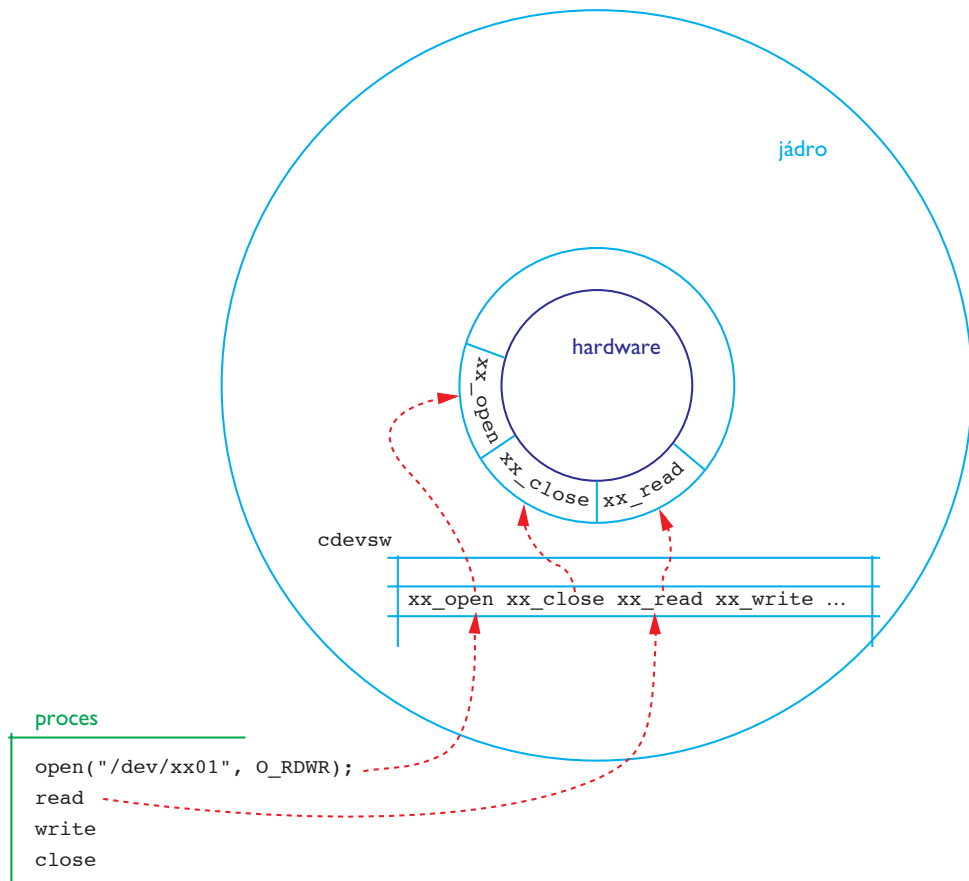 jádro
hardware
xx_open
xx_close
xx_read
cdevsw
xx_open xx_close xx_read xx_write ...
proces
open("/dev/xx01", O_RDWR);
read
write
close